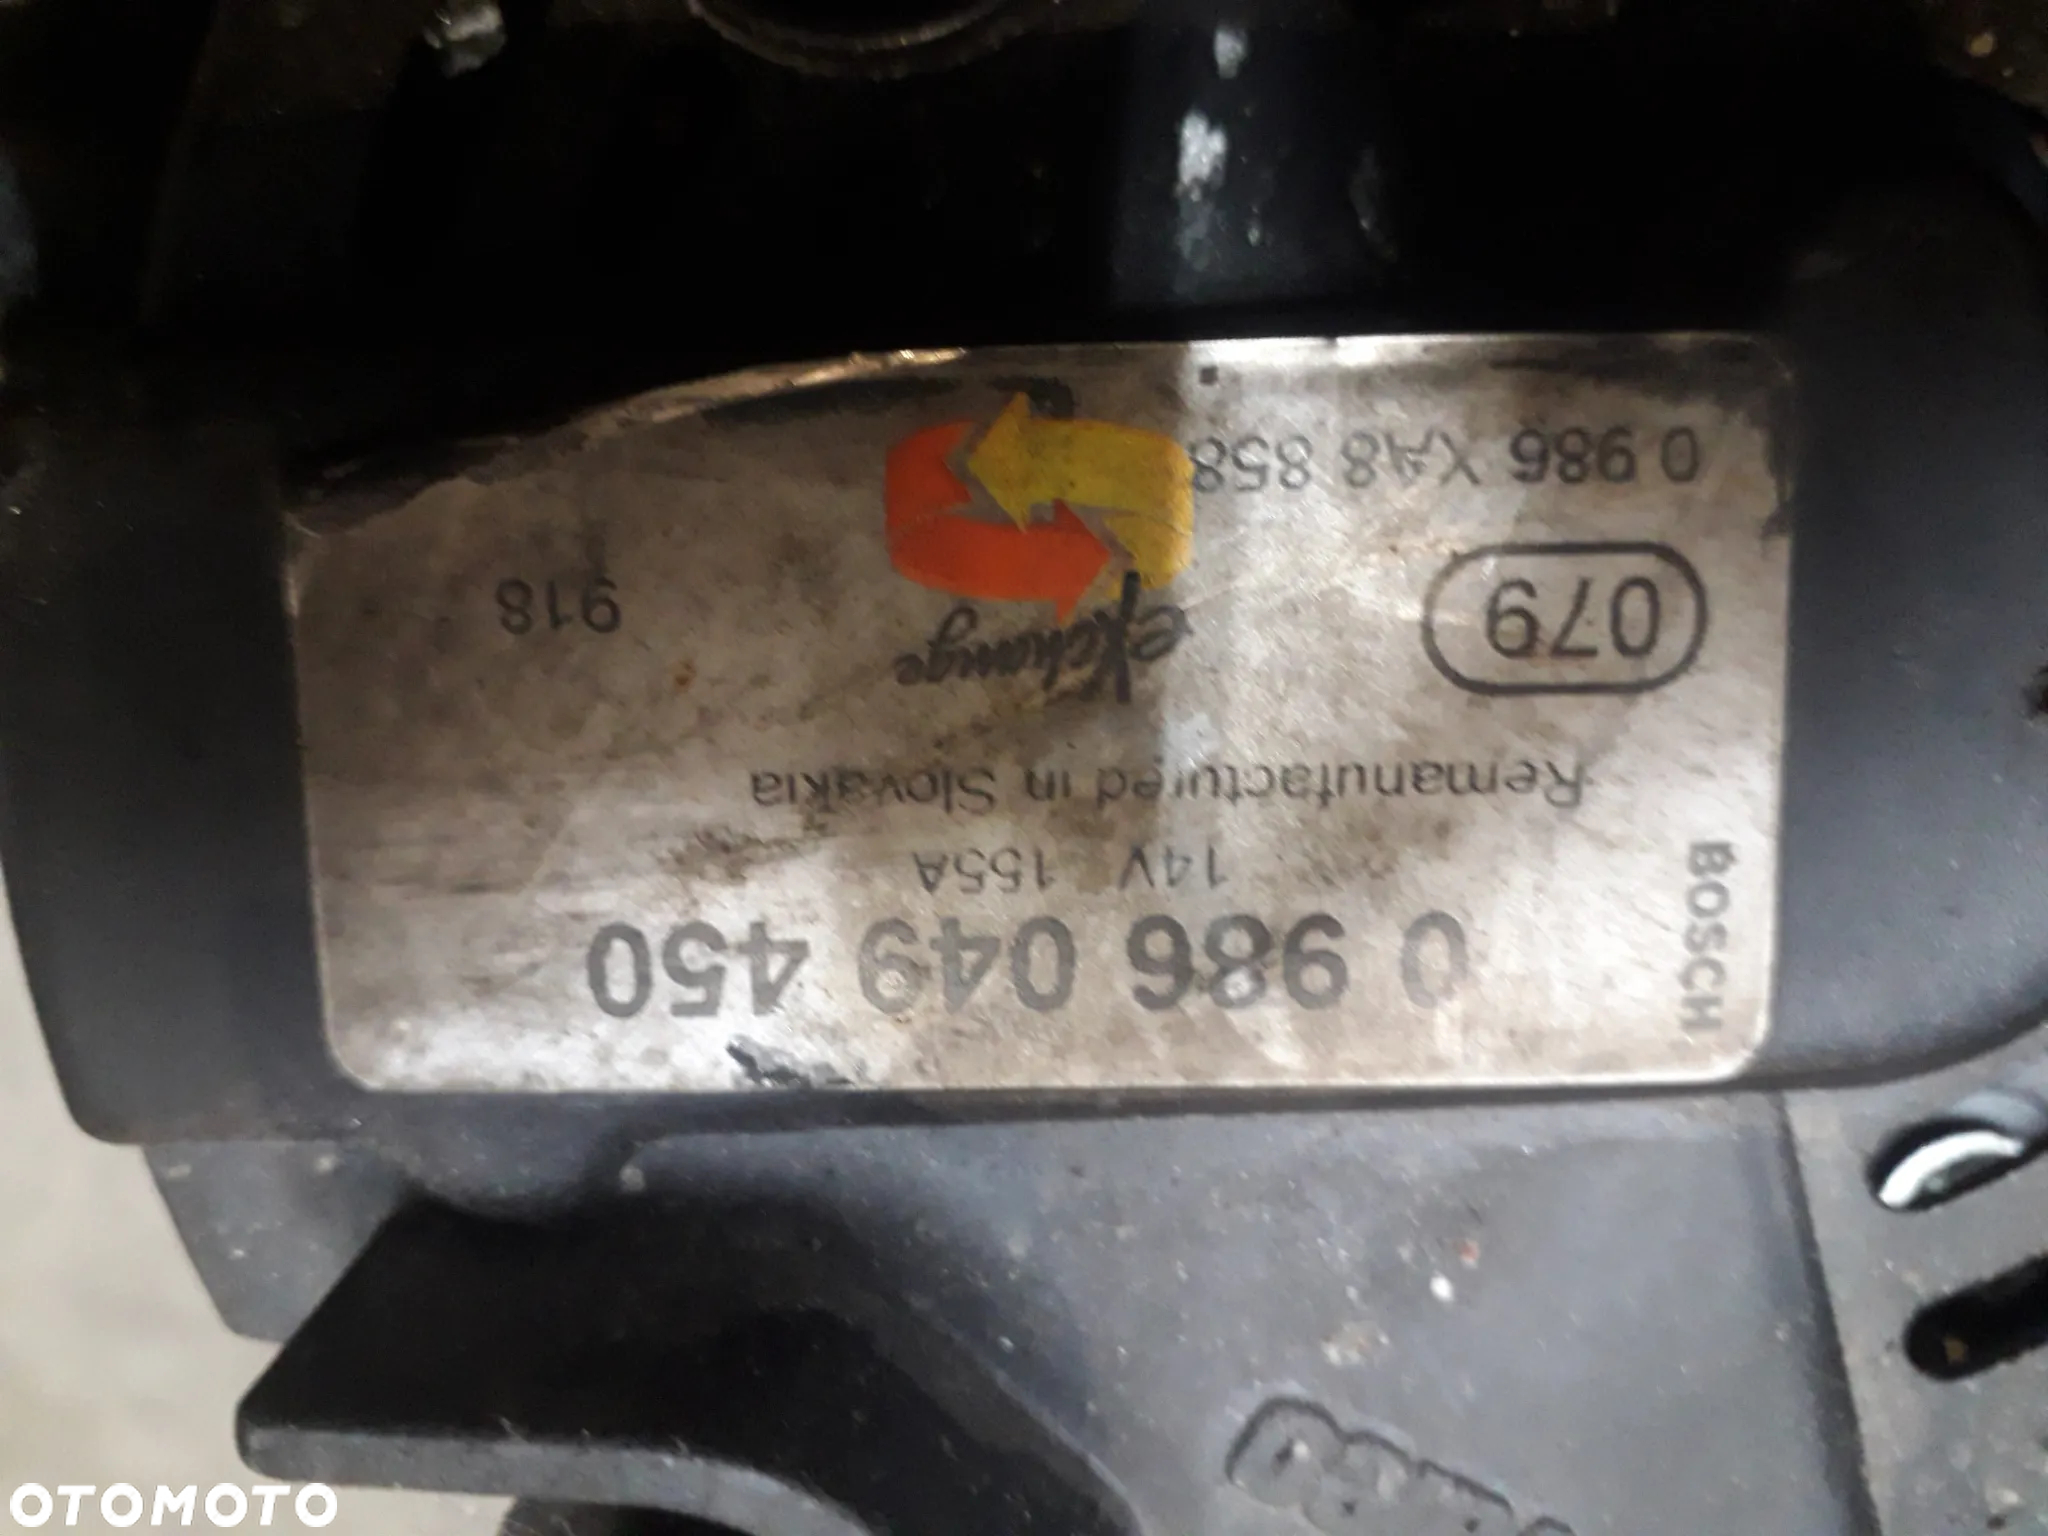 BOSCH
0 986 049 450
14V 155A
Remanufactured in Slovakia
079
eXchange
918
0 986 XA8 858
OTOMOTO